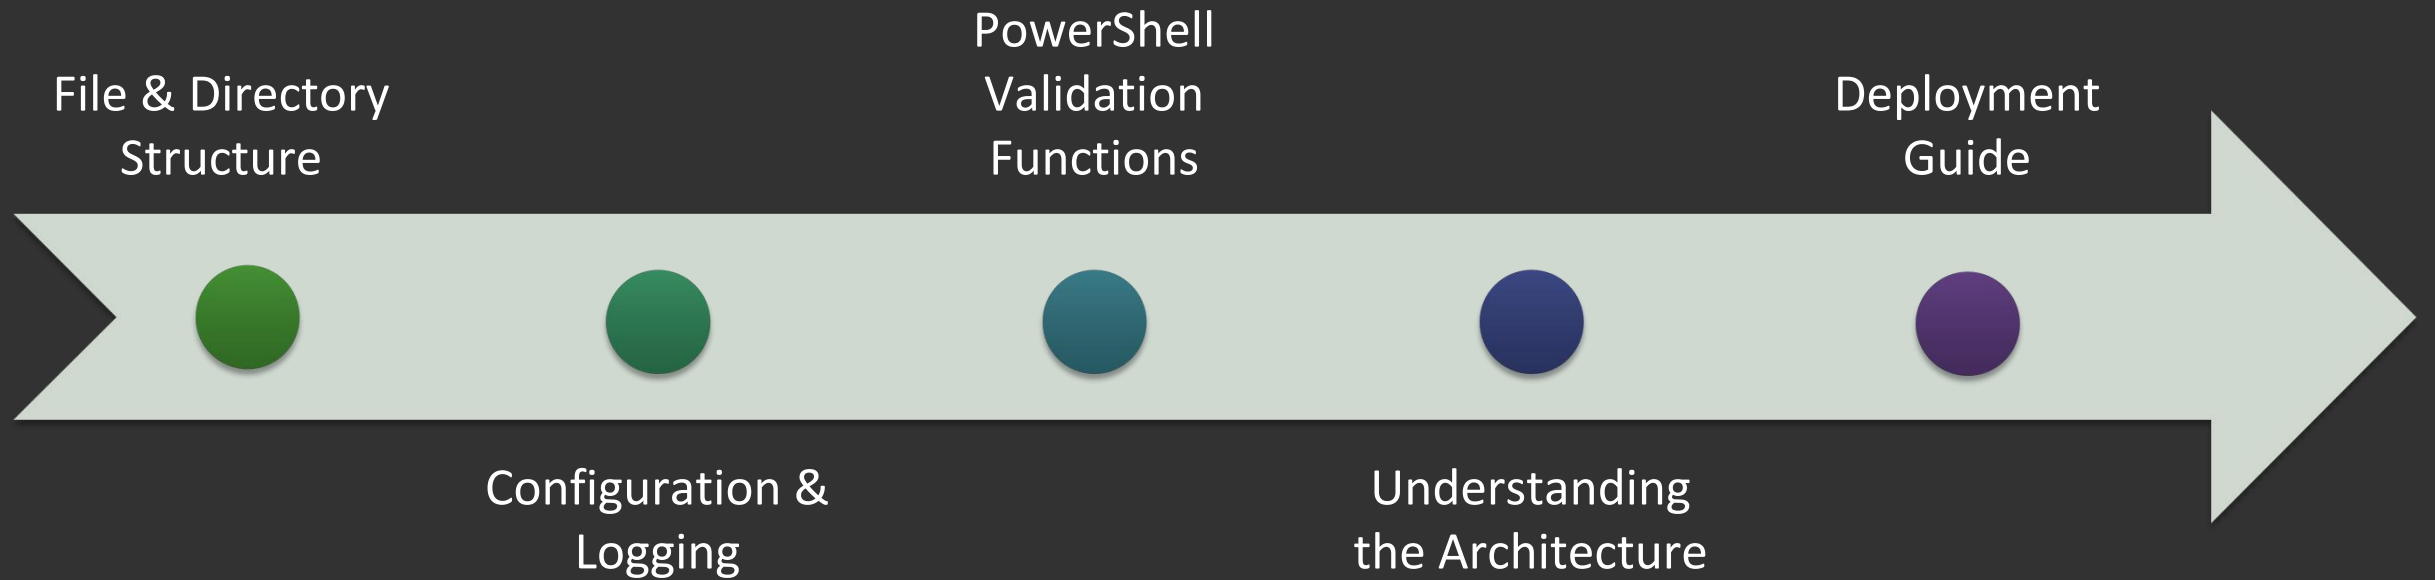 File & Directory
Structure
Configuration &
Logging
PowerShell
Validation
Functions
Understanding
the Architecture
Deployment
Guide